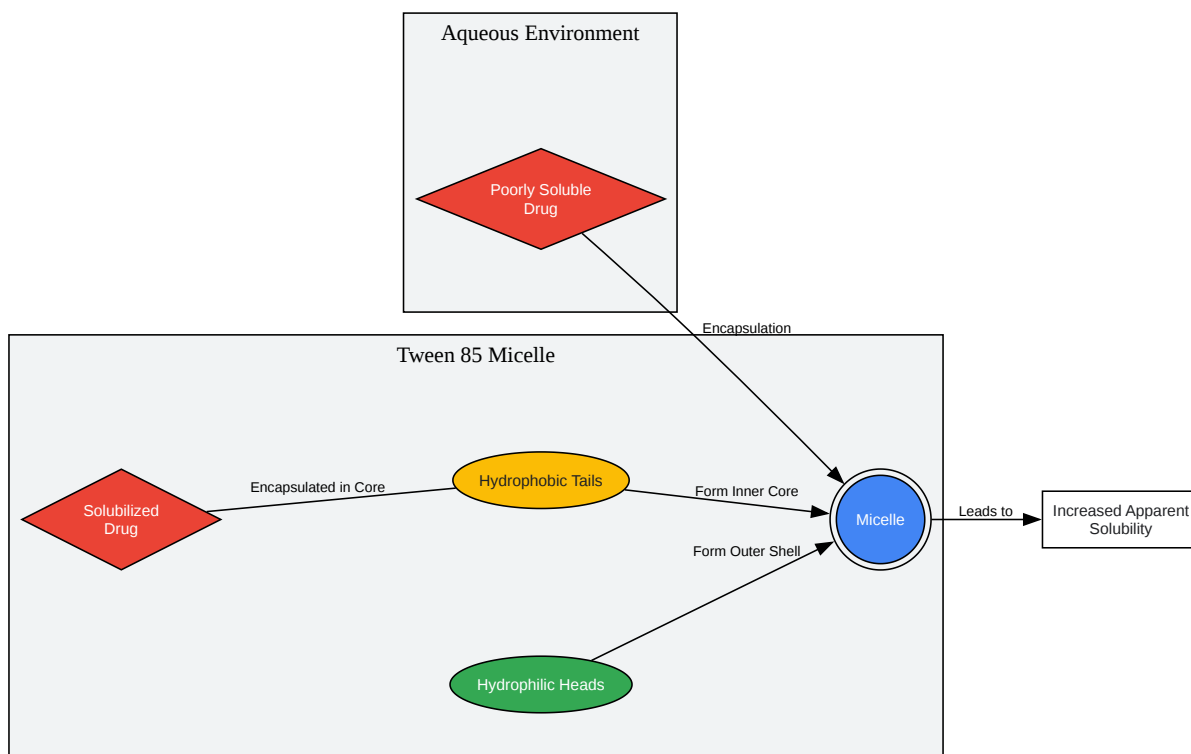 Aqueous Environment
Poorly Soluble
Drug
Encapsulation
Tween 85 Micelle
Solubilized
Drug
Encapsulated in Core
Hydrophobic Tails
Form Inner Core
Hydrophilic Heads
Form Outer Shell
Micelle
Leads to
Increased Apparent
Solubility